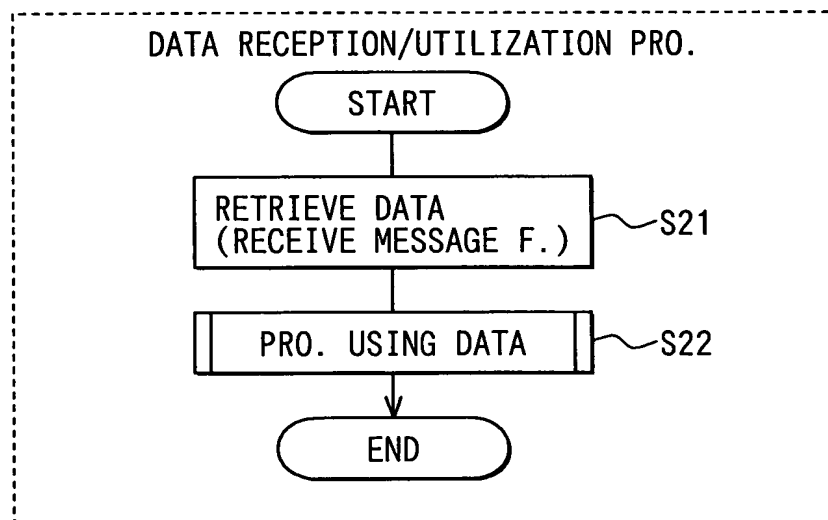 DATA RECEPTION/UTILIZATION PRO.
START
RETRIEVE DATA
(RECEIVE MESSAGE F.)
S21
PRO. USING DATA
S22
END